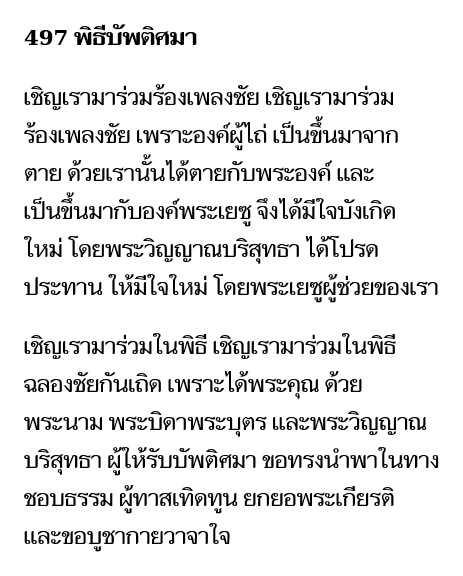 497 พิธีบัพติศมา
เชิญเรามาร่วมร้องเพลงชัย เชิญเรามาร่วม
ร้องเพลงชัย เพราะองค์ผู้ไถ่ เป็นขึ้นมาจาก
ตาย ด้วยเรานั้นได้ตายกับพระองค์ และ
เป็นขึ้นมากับองค์พระเยซู จึงได้มีใจบังเกิด
ใหม่ โดยพระวิญญาณบริสุทธา ได้โปรด
ประทาน ให้มีใจใหม่ โดยพระเยซูผู้ช่วยของเรา
เชิญเรามาร่วมในพิธี เชิญเรามาร่วมในพิธี
ฉลองชัยกันเถิด เพราะได้พระคุณ ด้วย
พระนาม พระบิดาพระบุตร และพระวิญญาณ
บริสุทธา ผู้ให้รับบัพติศมา ขอทรงนำพาในทาง
ชอบธรรม ผู้ทาสเทิดทูน ยกยอพระเกียรติ
และขอบูชากายวาจาใจ